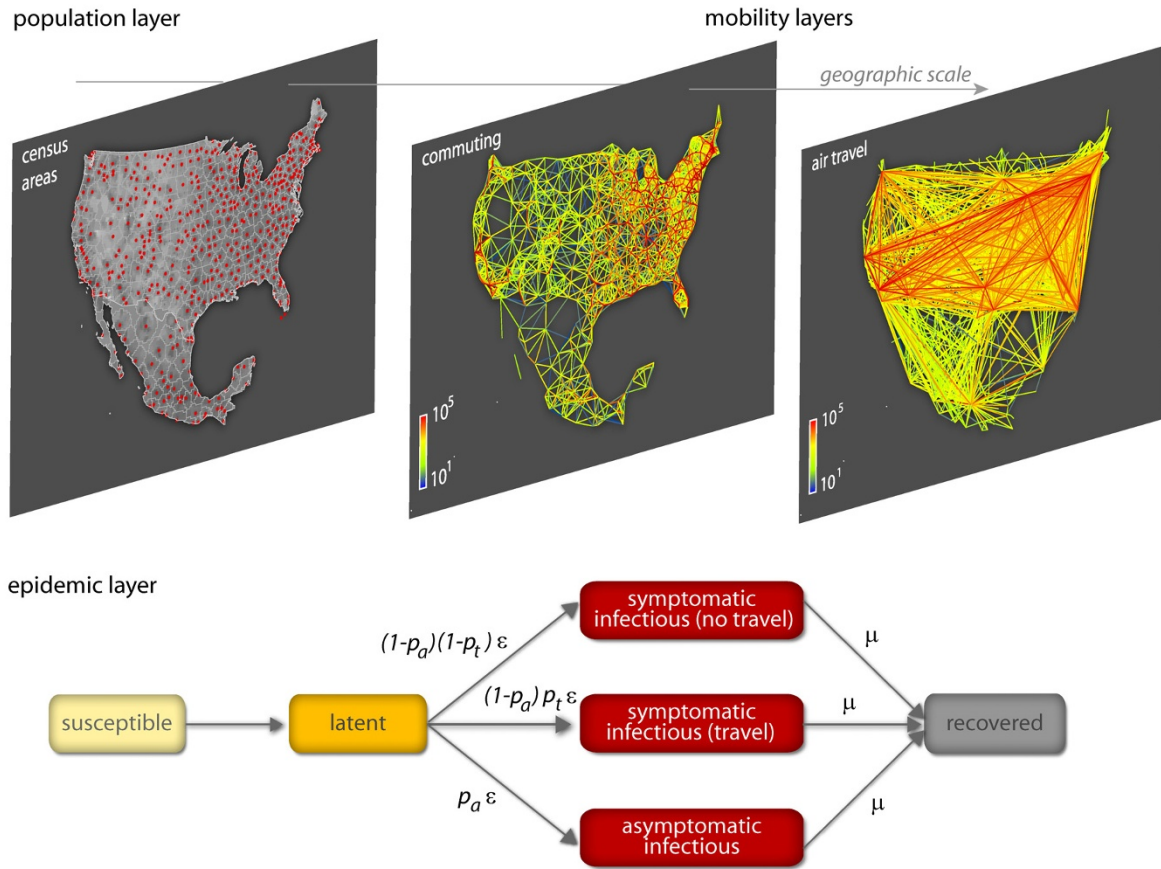 population layer
mobility layers
geographic scale
census
areas
commuting
air travel
10^5
10^1
10^5
10^1
epidemic layer
symptomatic
infectious (no travel)
(1-p_a)(1-p_t) ε
μ
(1-p_a) p_t ε
susceptible
latent
symptomatic
infectious (travel)
μ
recovered
p_a ε
μ
asymptomatic
infectious